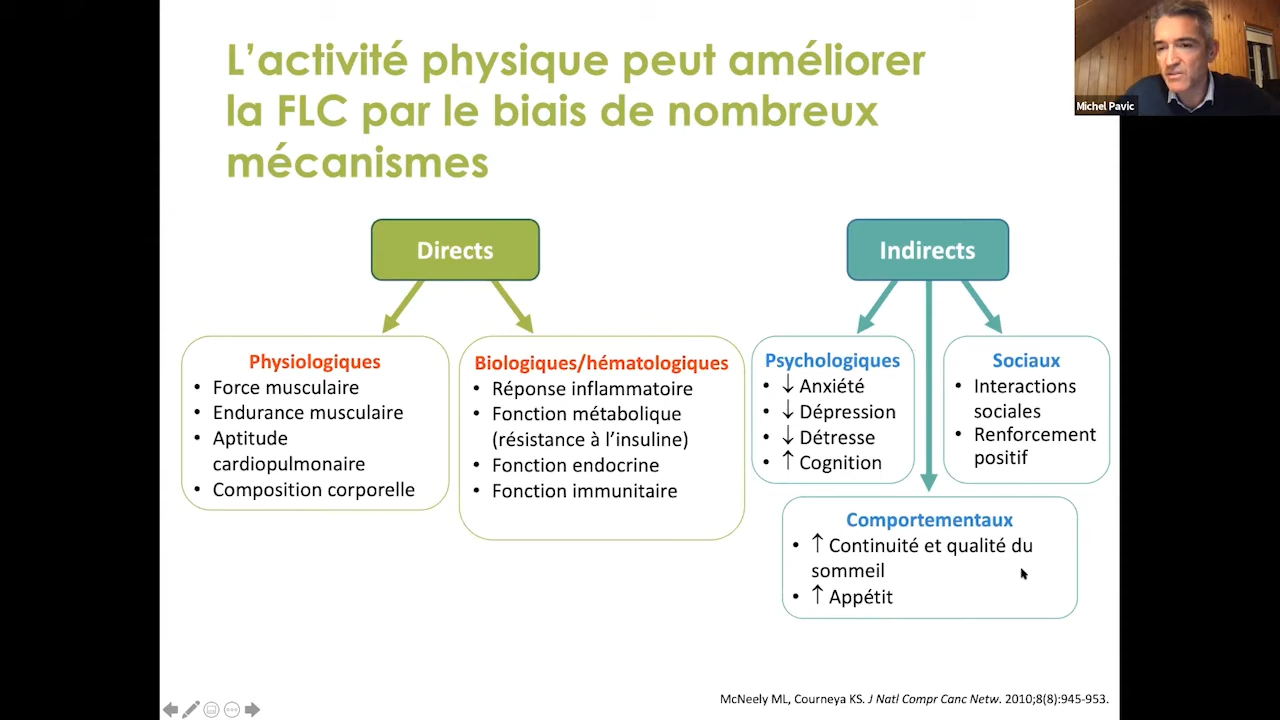 L'activité physique peut améliorer
la FLC par le biais de nombreux
mécanismes
Michel Pavic
Directs
Indirects
Physiologiques
• Force musculaire
• Endurance musculaire
• Aptitude
cardiopulmonaire
• Composition corporelle
Biologiques/hématologiques
• Réponse inflammatoire
• Fonction métabolique
(résistance à l'insuline)
• Fonction endocrine
• Fonction immunitaire
Psychologiques
• ↓ Anxiété
• ↓ Dépression
• ↓ Détresse
• ↑ Cognition
Sociaux
• Interactions
sociales
• Renforcement
positif
Comportementaux
• ↑ Continuité et qualité du
sommeil
• ↑ Appétit
McNeely ML, Courneya KS. J Natl Compr Canc Netw. 2010;8(8):945-953.